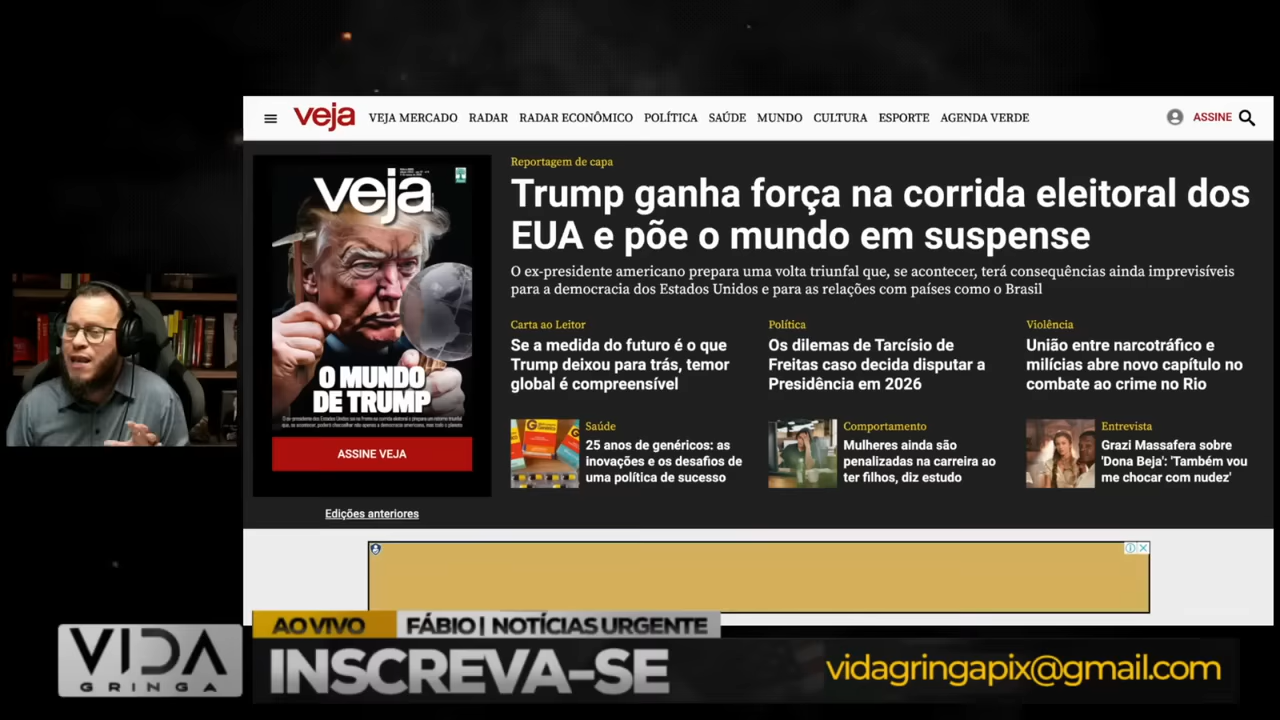 veja
VEJA MERCADO RADAR RADAR ECONÔMICO POLÍTICA SAÚDE MUNDO CULTURA ESPORTE AGENDA VERDE
ASSINE
veja
O MUNDO
DE TRUMP
ASSINE VEJA
Edições anteriores
Reportagem de capa
Trump ganha força na corrida eleitoral dos
EUA e põe o mundo em suspense
O ex-presidente americano prepara uma volta triunfal que, se acontecer, terá consequências ainda imprevisíveis
para a democracia dos Estados Unidos e para as relações com países como o Brasil
Carta ao Leitor
Se a medida do futuro é o que
Trump deixou para trás, temor
global é compreensível
Política
Os dilemas de Tarcísio de
Freitas caso decida disputar a
Presidência em 2026
Violência
União entre narcotráfico e
milícias abre novo capítulo no
combate ao crime no Rio
Saúde
25 anos de genéricos: as
inovações e os desafios de
uma política de sucesso
Comportamento
Mulheres ainda são
penalizadas na carreira ao
ter filhos, diz estudo
Entrevista
Grazi Massafera sobre
'Dona Beja': 'Também vou
me chocar com nudez'
VIDA
GRINGA
AO VIVO FÁBIO | NOTÍCIAS URGENTE
INSCREVA-SE
vidagringapix@gmail.com